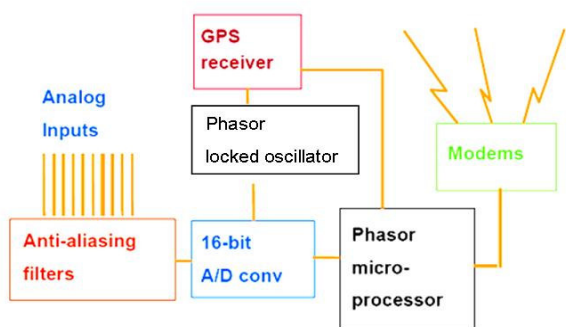 GPS
receiver
Analog
Inputs
Phasor
locked oscillator
Modems
Anti-aliasing
filters
16-bit
A/D conv
Phasor
micro-
processor